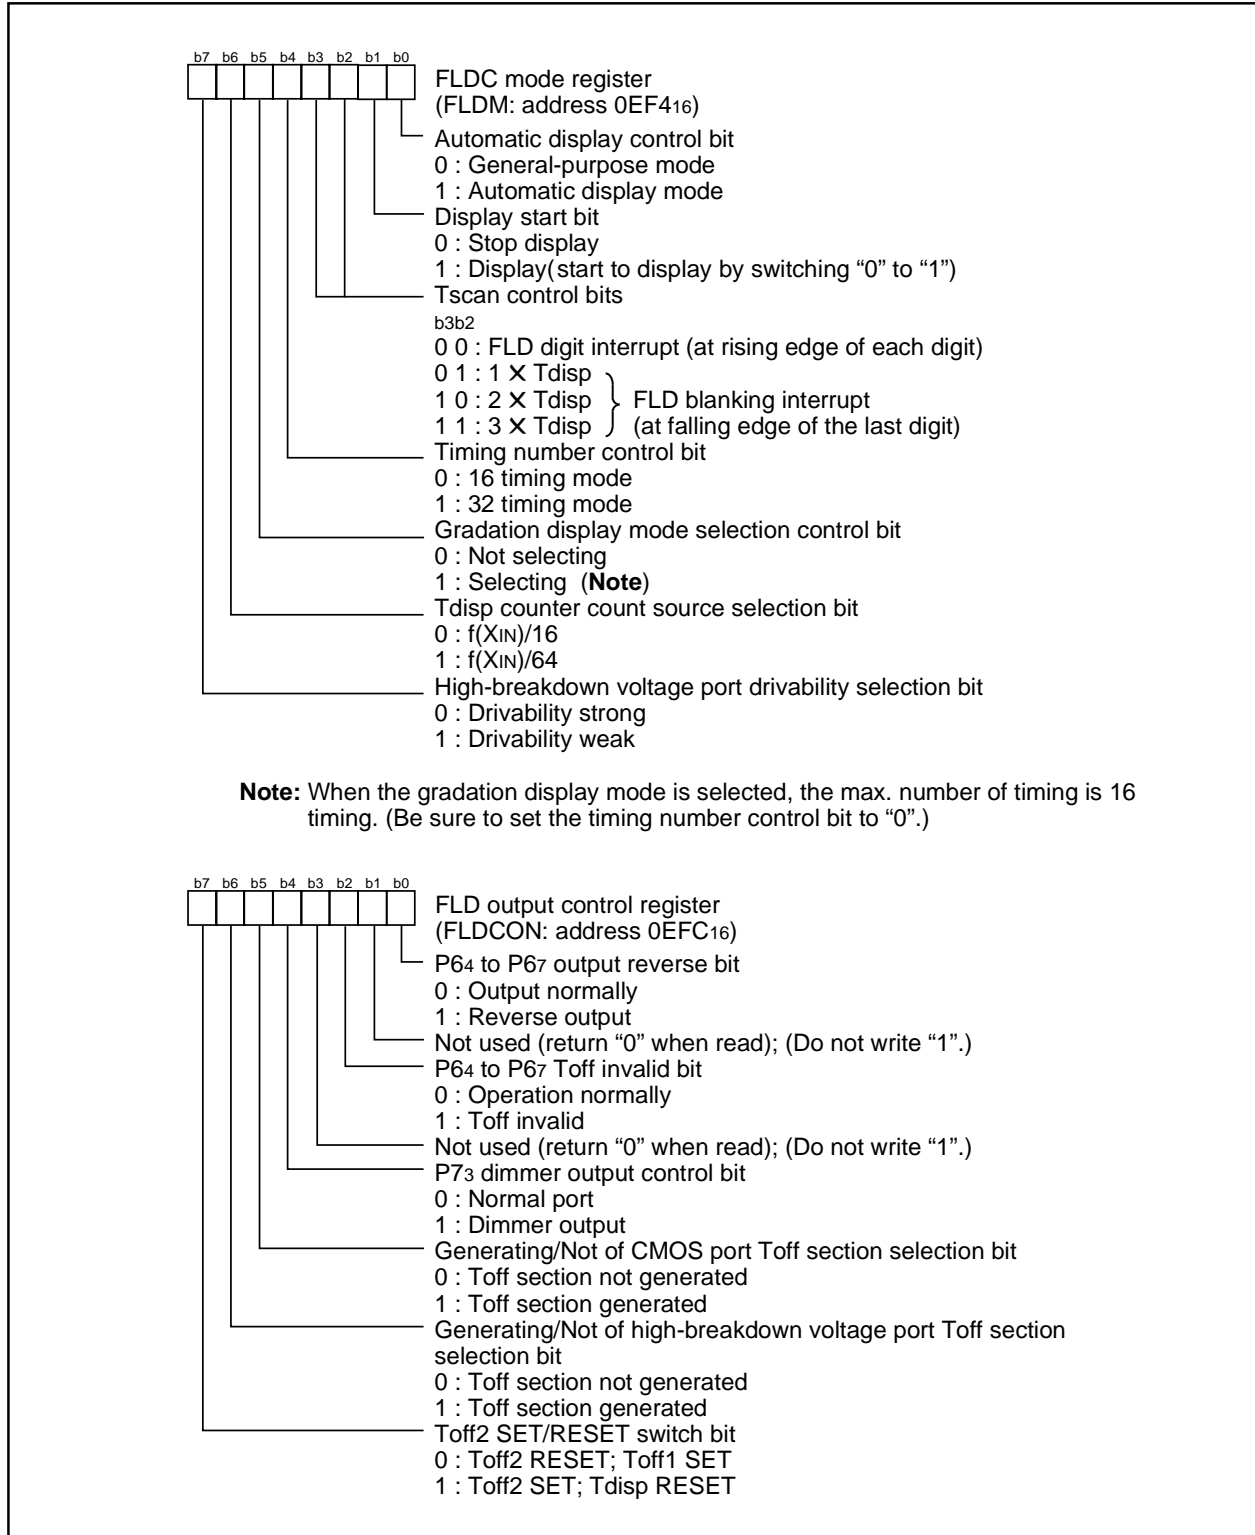 b7 b6 b5 b4 b3 b2 b1 b0
FLDC mode register
(FLDM: address 0EF416)
Automatic display control bit
0 : General-purpose mode
1 : Automatic display mode
Display start bit
0 : Stop display
1 : Display(start to display by switching “0” to “1”)
Tscan control bits
b3b2
0 0 : FLD digit interrupt (at rising edge of each digit)
0 1 : 1 X Tdisp
1 0 : 2 X Tdisp } FLD blanking interrupt
1 1 : 3 X Tdisp (at falling edge of the last digit)
Timing number control bit
0 : 16 timing mode
1 : 32 timing mode
Gradation display mode selection control bit
0 : Not selecting
1 : Selecting (Note)
Tdisp counter count source selection bit
0 : f(XIN)/16
1 : f(XIN)/64
High-breakdown voltage port drivability selection bit
0 : Drivability strong
1 : Drivability weak
Note: When the gradation display mode is selected, the max. number of timing is 16
timing. (Be sure to set the timing number control bit to “0”.)
b7 b6 b5 b4 b3 b2 b1 b0
FLD output control register
(FLDCON: address 0EFC16)
P64 to P67 output reverse bit
0 : Output normally
1 : Reverse output
Not used (return “0” when read); (Do not write “1”.)
P64 to P67 Toff invalid bit
0 : Operation normally
1 : Toff invalid
Not used (return “0” when read); (Do not write “1”.)
P73 dimmer output control bit
0 : Normal port
1 : Dimmer output
Generating/Not of CMOS port Toff section selection bit
0 : Toff section not generated
1 : Toff section generated
Generating/Not of high-breakdown voltage port Toff section
selection bit
0 : Toff section not generated
1 : Toff section generated
Toff2 SET/RESET switch bit
0 : Toff2 RESET; Toff1 SET
1 : Toff2 SET; Tdisp RESET